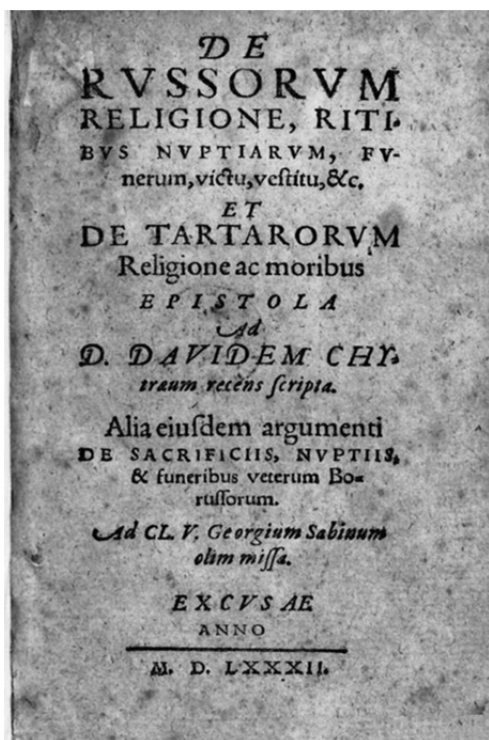 DE
RVSSORVM
RELIGIONE, RITI-
BVS NVPTIARVM, FV-
nerum, victu, veſtitu, &c.
ET
DE TARTARORVM
Religione ac moribus
EPISTOLA
Ad
D. DAVIDEM CHY-
traum recens ſcripta.
Alia eiuſdem argumenti
DE SACRIFICIIS, NVPTIIS,
& funeribus veterum Bo-
ruſſorum.
Ad CL. V. Georgium Sabinum
olim miſſa.
EXCVSAE
ANNO
M. D. LXXXII.